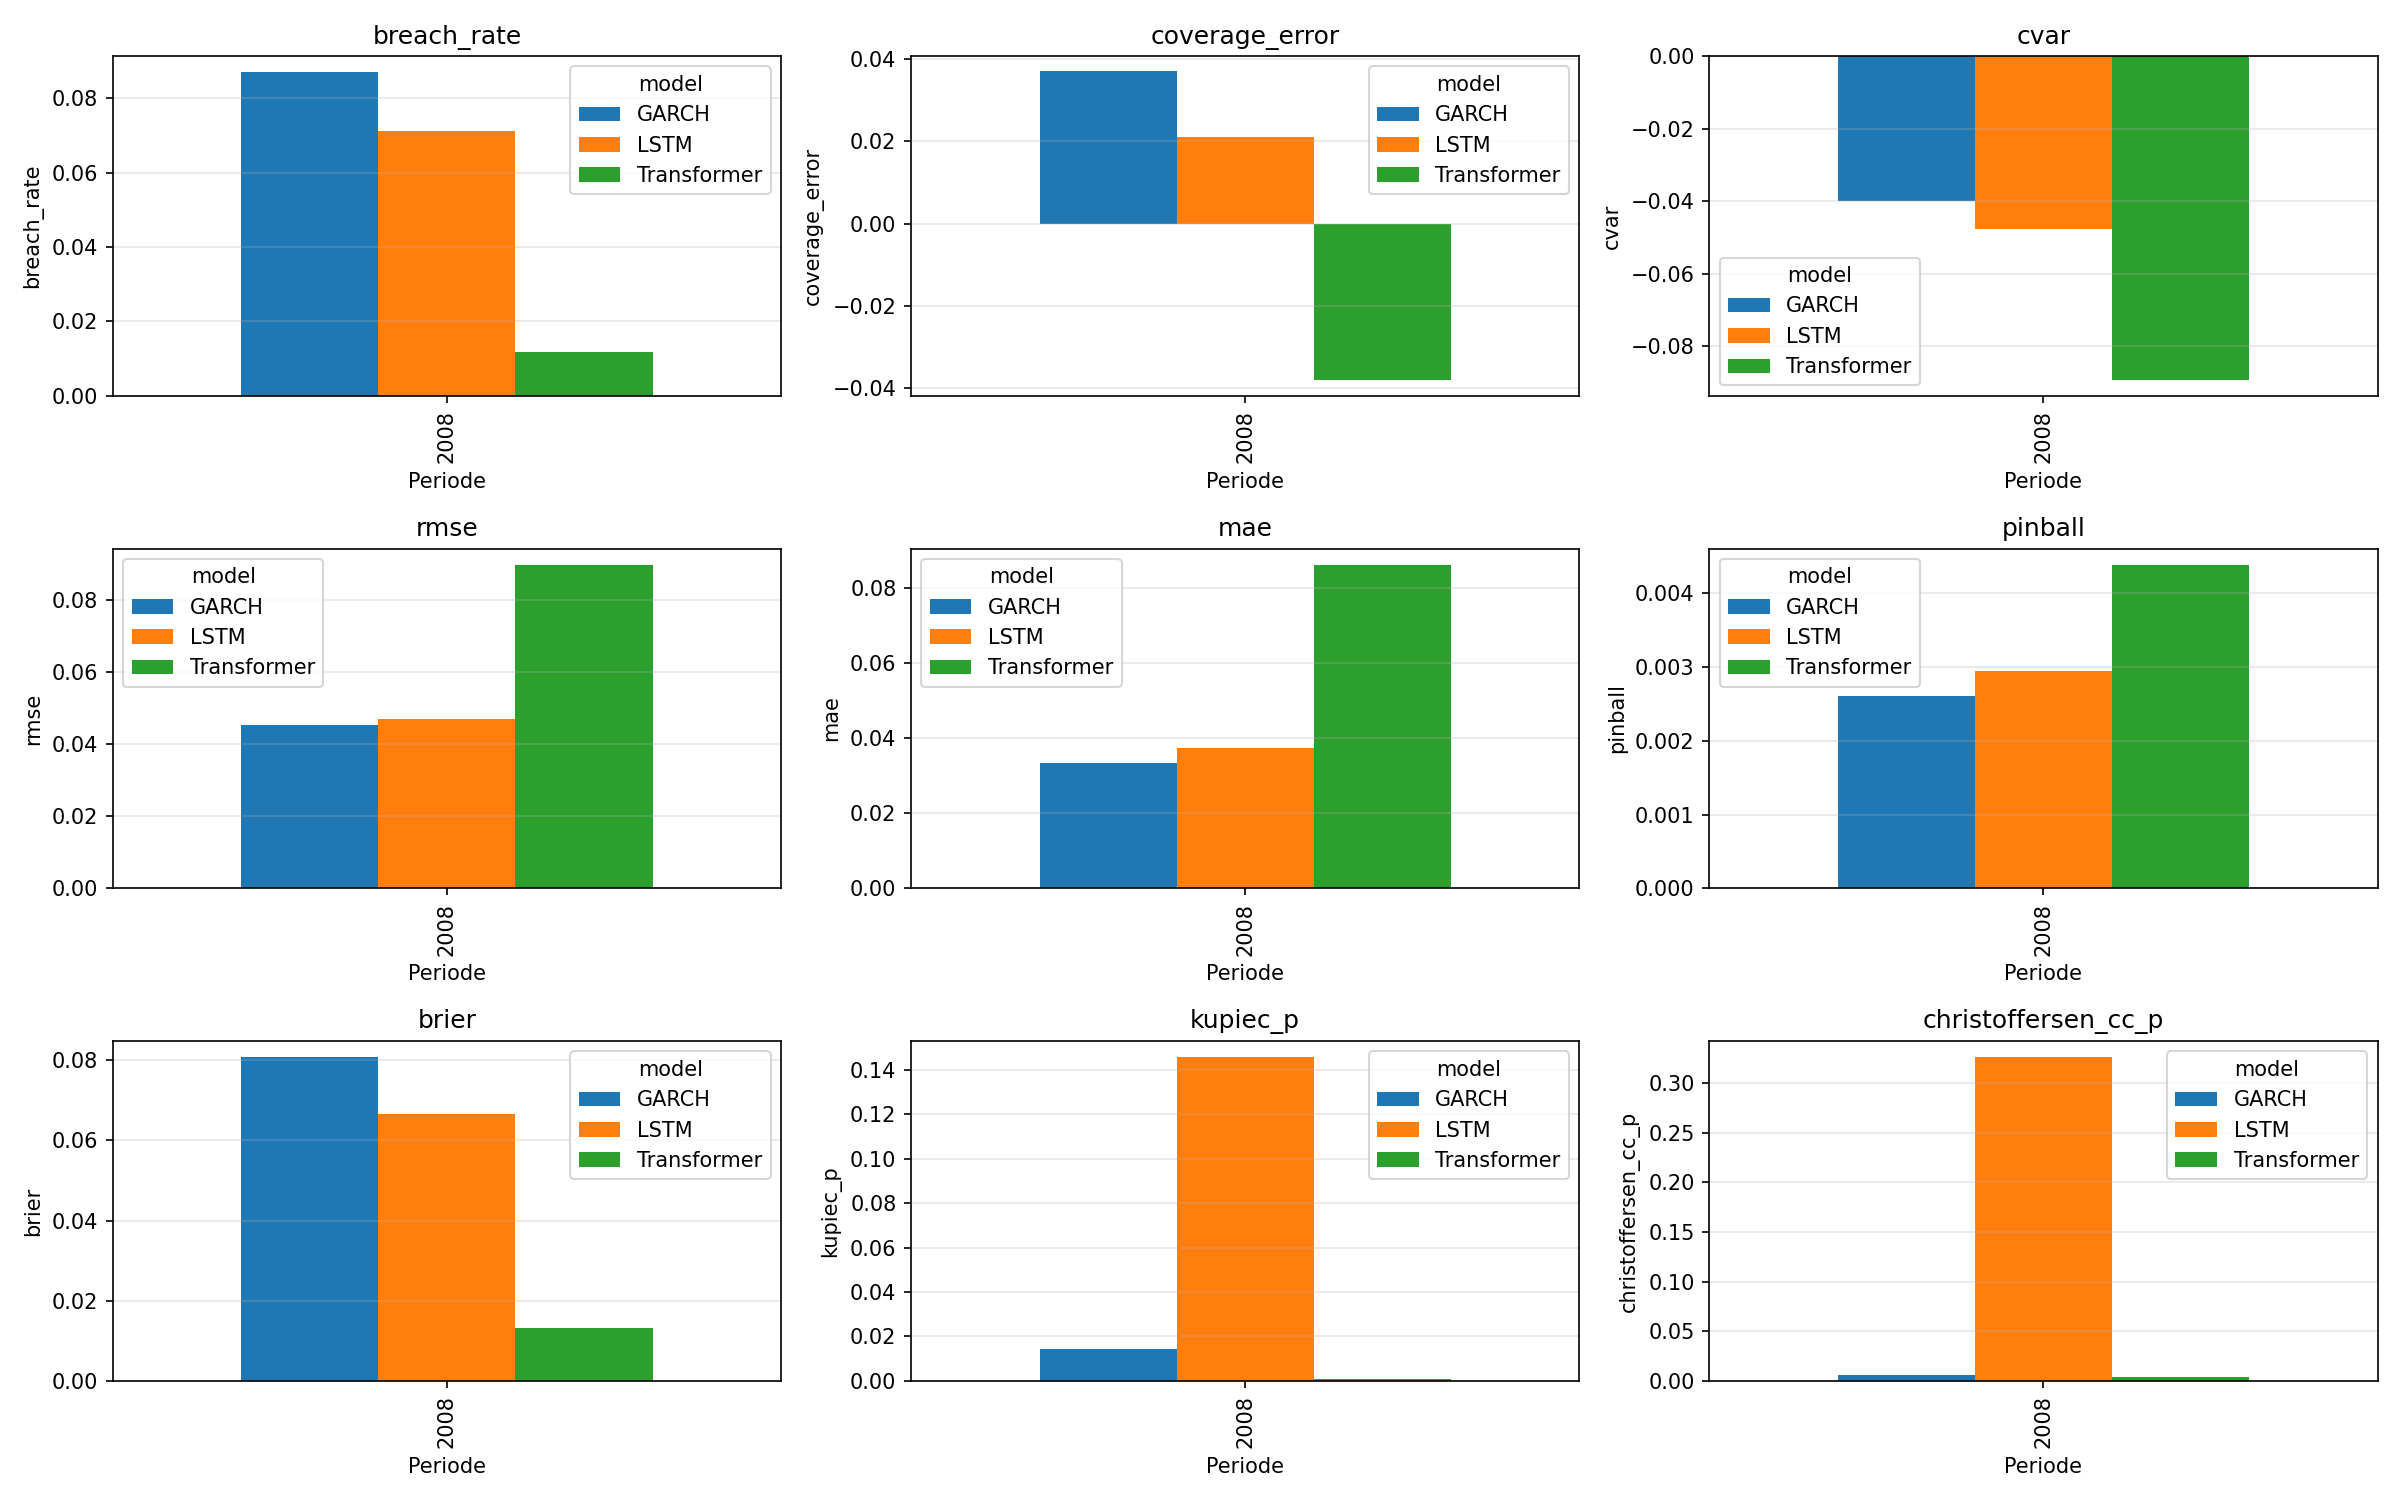 breach_rate
0.08
0.06
0.04
0.02
0.00
breach_rate
model
GARCH
LSTM
Transformer
2008
Periode
coverage_error
0.04
0.02
0.00
−0.02
−0.04
coverage_error
model
GARCH
LSTM
Transformer
2008
Periode
cvar
0.00
−0.02
−0.04
−0.06
−0.08
cvar
model
GARCH
LSTM
Transformer
2008
Periode
rmse
0.08
0.06
0.04
0.02
0.00
rmse
model
GARCH
LSTM
Transformer
2008
Periode
mae
0.08
0.06
0.04
0.02
0.00
mae
model
GARCH
LSTM
Transformer
2008
Periode
pinball
0.004
0.003
0.002
0.001
0.000
pinball
model
GARCH
LSTM
Transformer
2008
Periode
brier
0.08
0.06
0.04
0.02
0.00
brier
model
GARCH
LSTM
Transformer
2008
Periode
kupiec_p
0.14
0.12
0.10
0.08
0.06
0.04
0.02
0.00
kupiec_p
model
GARCH
LSTM
Transformer
2008
Periode
christoffersen_cc_p
0.30
0.25
0.20
0.15
0.10
0.05
0.00
christoffersen_cc_p
model
GARCH
LSTM
Transformer
2008
Periode